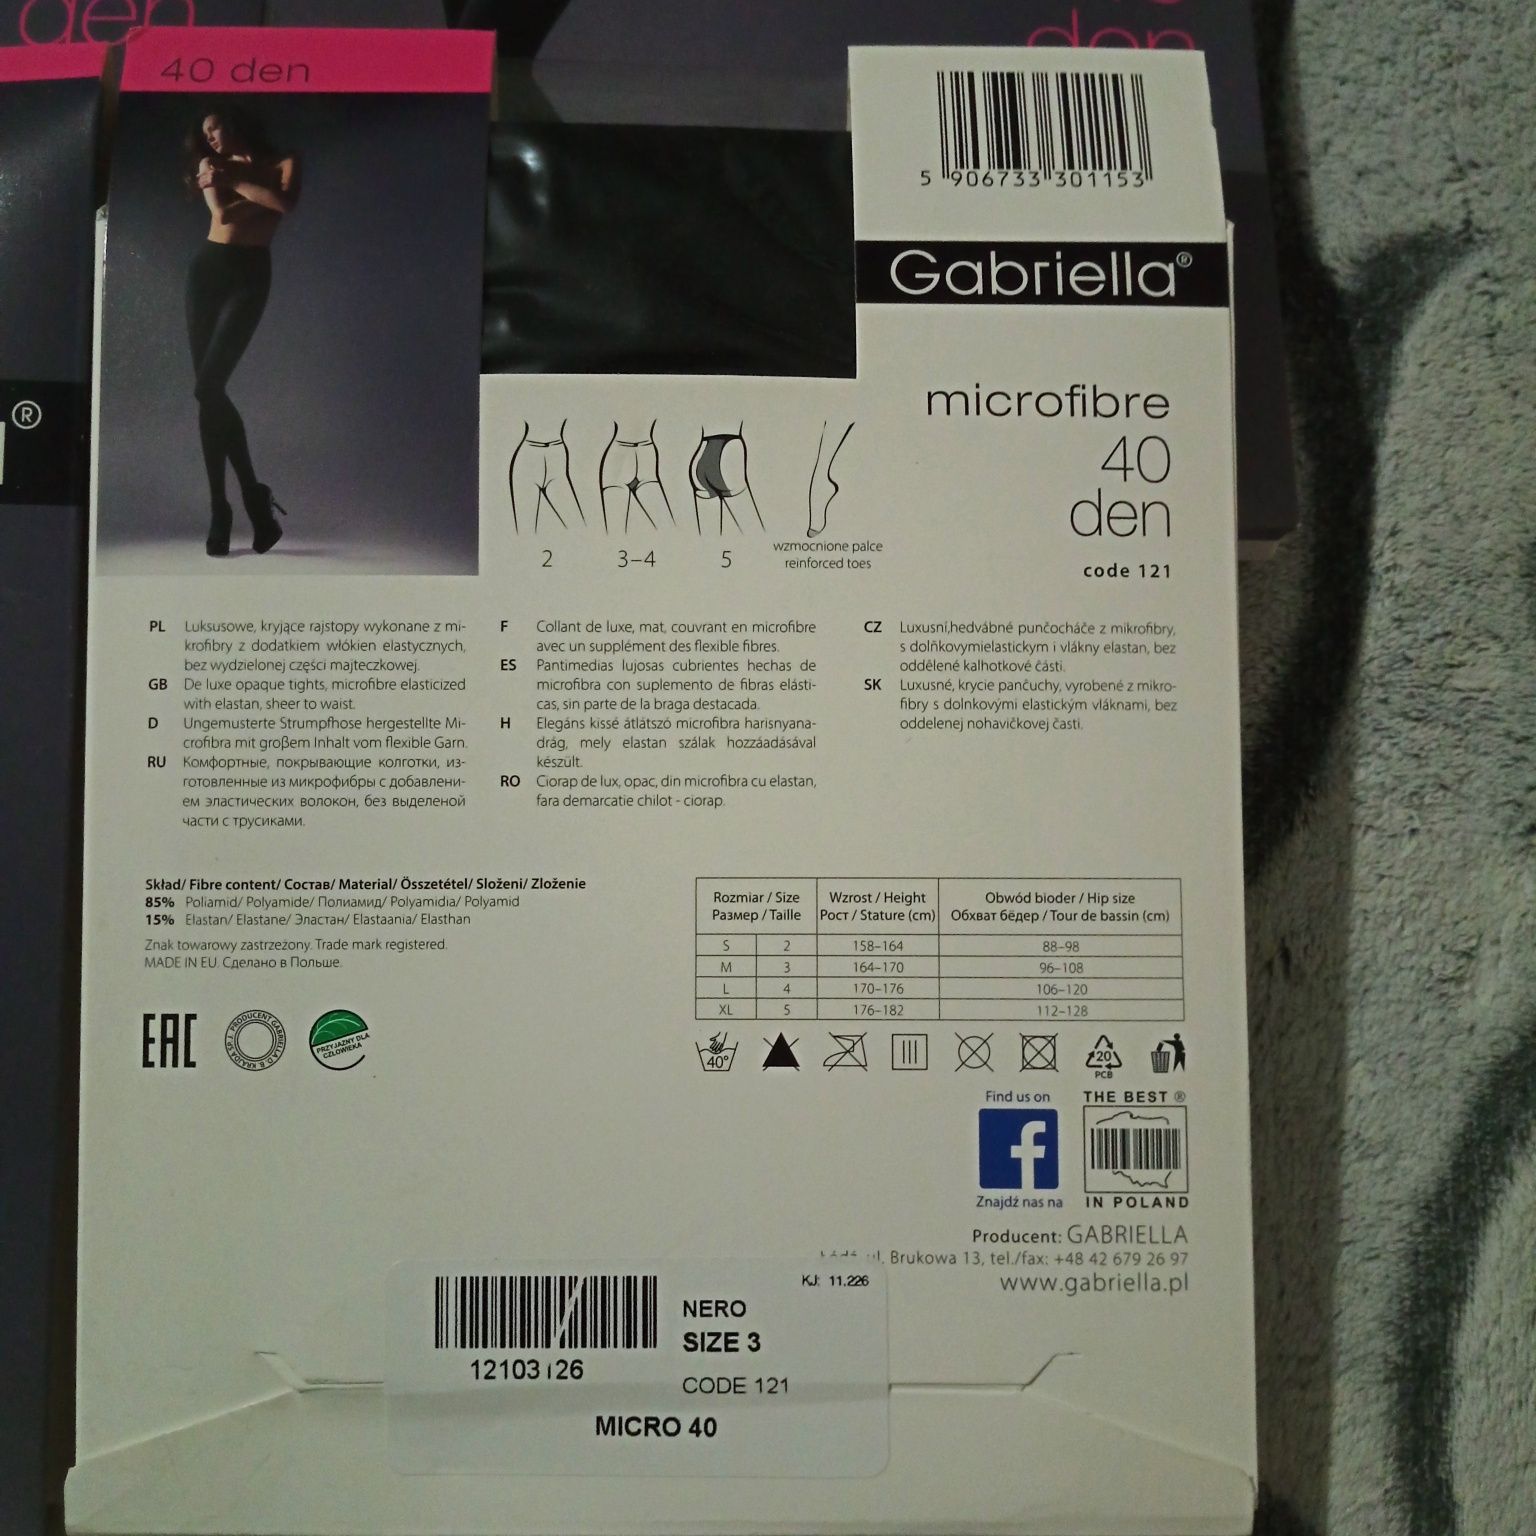 den
den
40 den
5 906733 301153
Gabriella®
®
microfibre
40
den
code 121
2
3–4
5
wzmocnione palce
reinforced toes
PL Luksusowe, kryjące rajstopy wykonane z mi-
krofibry z dodatkiem włókien elastycznych,
bez wydzielonej części majteczkowej.
GB De luxe opaque tights, microfibre elasticized
with elastan, sheer to waist.
D Ungemusterte Strumpfhose hergestellte Mi-
crofibra mit großem Inhalt vom flexible Garn.
RU Комфортные, покрывающие колготки, из-
готовленные из микрофибры с добавлени-
ем эластических волокон, без выделеной
части с трусиками.
F Collant de luxe, mat, couvrant en microfibre
avec un supplément des flexible fibres.
ES Pantimedias lujosas cubrientes hechas de
microfibra con suplemento de fibras elásti-
cas, sin parte de la braga destacada.
H Elegáns kissé átlátszó microfibra harisnyana-
drág, mely elastan szálak hozzáadásával
készült.
RO Ciorap de lux, opac, din microfibra cu elastan,
fara demarcatie chilot - ciorap.
CZ Luxusní,hedvábné punčocháče z mikrofibry,
s dolňkovymielastickym i vlákny elastan, bez
oddělené kalhotkové části.
SK Luxusné, krycie pančuchy, vyrobené z mikro-
fibry s dolnkovými elastickým vláknami, bez
oddelenej nohavičkovej časti.
Skład/ Fibre content/ Состав/ Material/ Összetétel/ Složeni/ Zloženie
85% Poliamid/ Polyamide/ Полиамид/ Polyamidia/ Polyamid
15% Elastan/ Elastane/ Эластан/ Elastaania/ Elasthan
Znak towarowy zastrzeżony. Trade mark registered.
MADE IN EU. Сделано в Польше.
Rozmiar / Size Wzrost / Height Obwód bioder / Hip size
Размер / Taille Рост / Stature (cm) Обхват бёдер / Tour de bassin (cm)
S 2 158–164 88–98
M 3 164–170 96–108
L 4 170–176 106–120
XL 5 176–182 112–128
EAC
PRODUCENT GABRIELLA D. B. KRAJDA SP. J.
PRZYJAZNY DLA
CZŁOWIEKA
40°
20
PCB
Find us on
f
Znajdź nas na
THE BEST ®
IN POLAND
Producent: GABRIELLA
ul. Brukowa 13, tel./fax: +48 42 679 26 97
www.gabriella.pl
KJ: 11.226
NERO
SIZE 3
12103126
CODE 121
MICRO 40